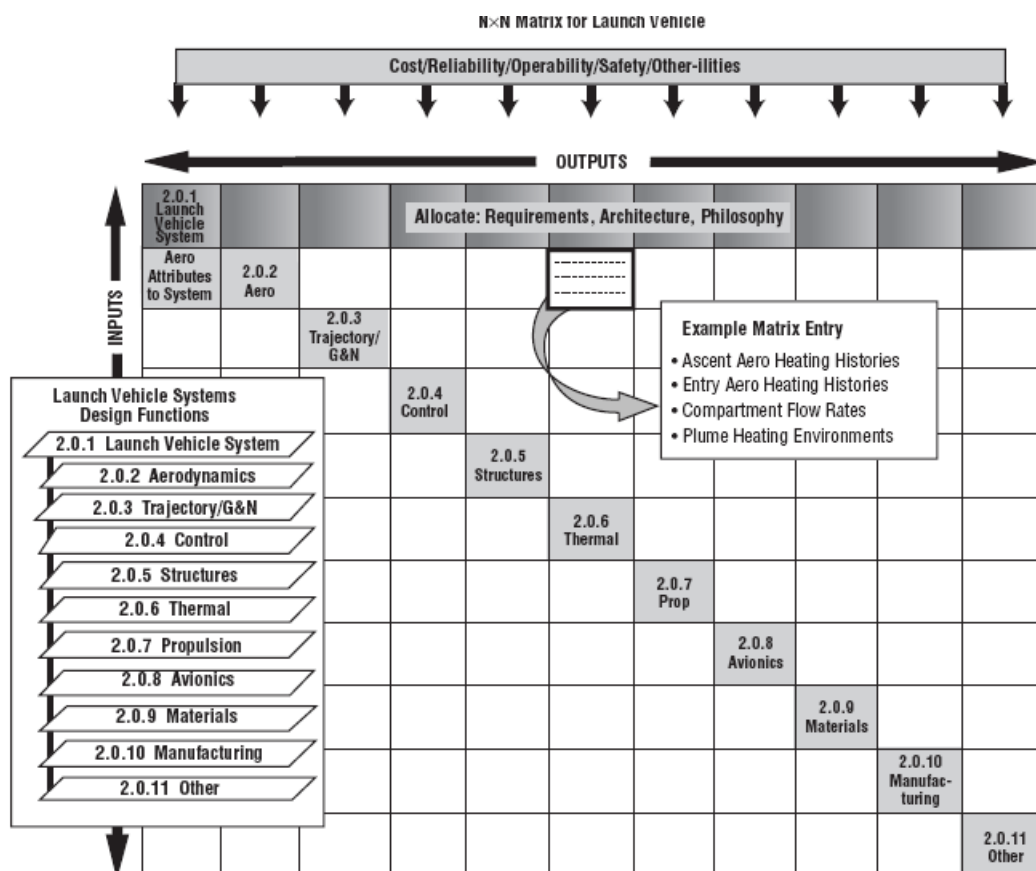 N×N Matrix for Launch Vehicle
Cost/Reliability/Operability/Safety/Other-ilities
OUTPUTS
INPUTS
2.0.1
Launch
Vehicle
System
Allocate: Requirements, Architecture, Philosophy
Aero
Attributes
to System
2.0.2
Aero
2.0.3
Trajectory/
G&N
2.0.4
Control
2.0.5
Structures
2.0.6
Thermal
2.0.7
Prop
2.0.8
Avionics
2.0.9
Materials
2.0.10
Manufac-
turing
2.0.11
Other
Example Matrix Entry
• Ascent Aero Heating Histories
• Entry Aero Heating Histories
• Compartment Flow Rates
• Plume Heating Environments
Launch Vehicle Systems
Design Functions
2.0.1 Launch Vehicle System
2.0.2 Aerodynamics
2.0.3 Trajectory/G&N
2.0.4 Control
2.0.5 Structures
2.0.6 Thermal
2.0.7 Propulsion
2.0.8 Avionics
2.0.9 Materials
2.0.10 Manufacturing
2.0.11 Other